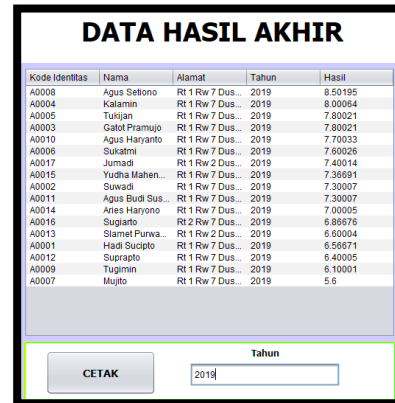 DATA HASIL AKHIR
Kode Identitas Nama Alamat Tahun Hasil
A0008 Agus Setiono Rt 1 Rw 7 Dus... 2019 8.50195
A0004 Kalamin Rt 1 Rw 7 Dus... 2019 8.00064
A0005 Tukijan Rt 1 Rw 7 Dus... 2019 7.80021
A0003 Gatot Pramujo Rt 1 Rw 7 Dus... 2019 7.80021
A0010 Agus Haryanto Rt 1 Rw 7 Dus... 2019 7.70033
A0006 Sukatmi Rt 1 Rw 7 Dus... 2019 7.60026
A0017 Jumadi Rt 1 Rw 2 Dus... 2019 7.40014
A0015 Yudha Mahen... Rt 1 Rw 7 Dus... 2019 7.36691
A0002 Suwadi Rt 1 Rw 7 Dus... 2019 7.30007
A0011 Agus Budi Sus... Rt 1 Rw 7 Dus... 2019 7.30007
A0014 Aries Haryono Rt 1 Rw 7 Dus... 2019 7.00005
A0016 Sugiarto Rt 2 Rw 7 Dus... 2019 6.86676
A0013 Slamet Purwa... Rt 1 Rw 7 Dus... 2019 6.60004
A0001 Hadi Sucipto Rt 1 Rw 7 Dus... 2019 6.56671
A0012 Suprapto Rt 1 Rw 7 Dus... 2019 6.40005
A0009 Tugimin Rt 1 Rw 7 Dus... 2019 6.10001
A0007 Mujito Rt 1 Rw 7 Dus... 2019 5.6
Tahun
CETAK 2019